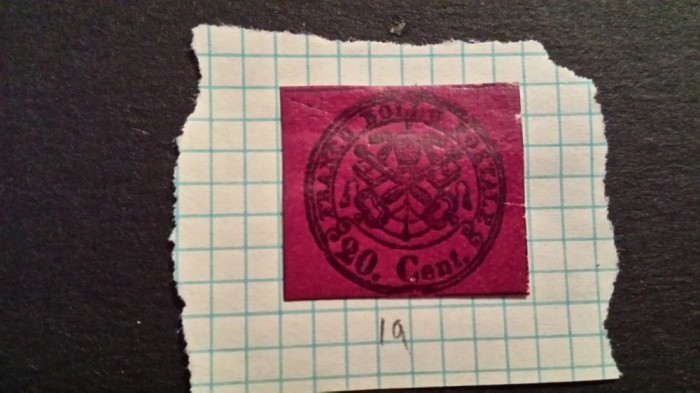 FRANCO BOLLO POSTALE
20. Cent.
19